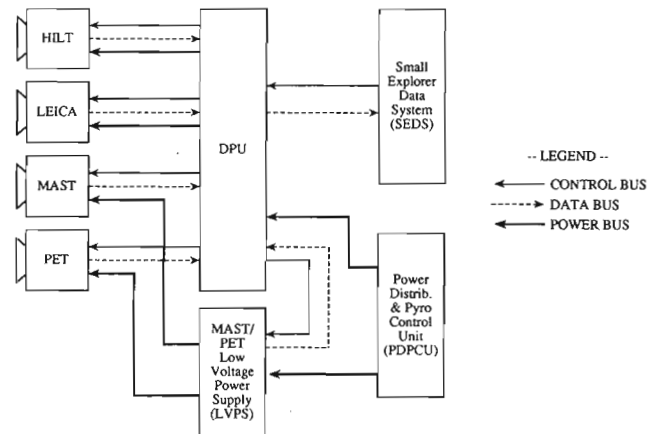 HILT
LEICA
MAST
PET
DPU
MAST/
PET
Low
Voltage
Power
Supply
(LVPS)
Small
Explorer
Data
System
(SEDS)
Power
Distrib.
& Pyro
Control
Unit
(PDPCU)
-- LEGEND --
CONTROL BUS
DATA BUS
POWER BUS